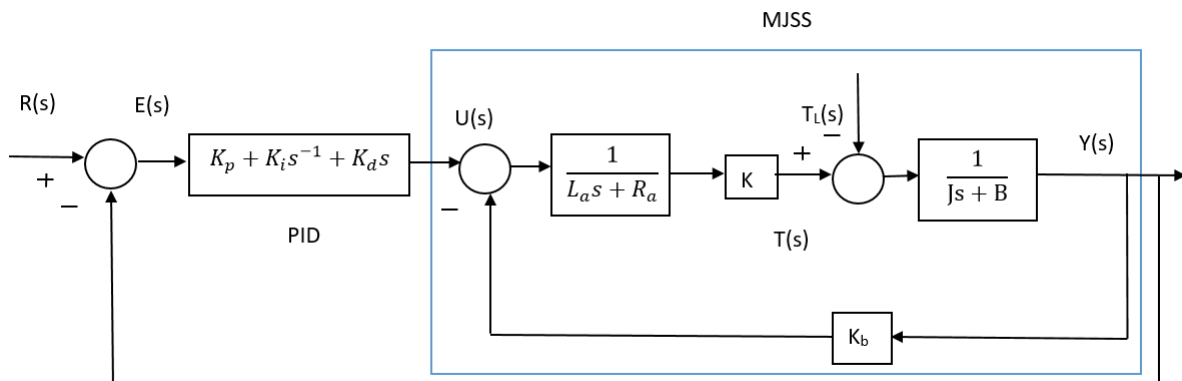 MJSS
R(s)
E(s)
U(s)
T_L(s)
Y(s)
+
−
K_p + K_i s^{-1} + K_d s
−
1
L_a s + R_a
K
+
−
1
Js + B
PID
T(s)
K_b